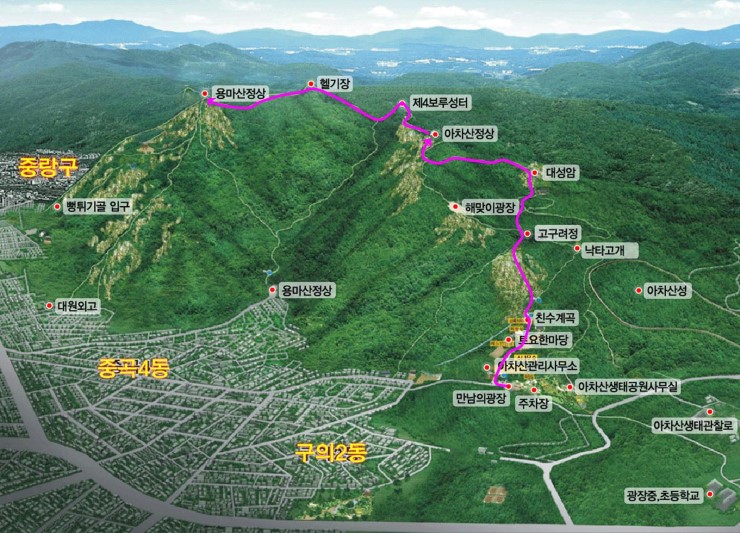 헬기장
용마산정상
제4보루성터
아차산정상
중랑구
대성암
뻥튀기골 입구
해맞이광장
고구려정
낙타고개
용마산정상
아차산성
대원외고
친수계곡
토요한마당
중곡4동
아차산관리사무소
아차산생태공원사무실
만남의광장
주차장
아차산생태관찰로
구의2동
광장중,초등학교